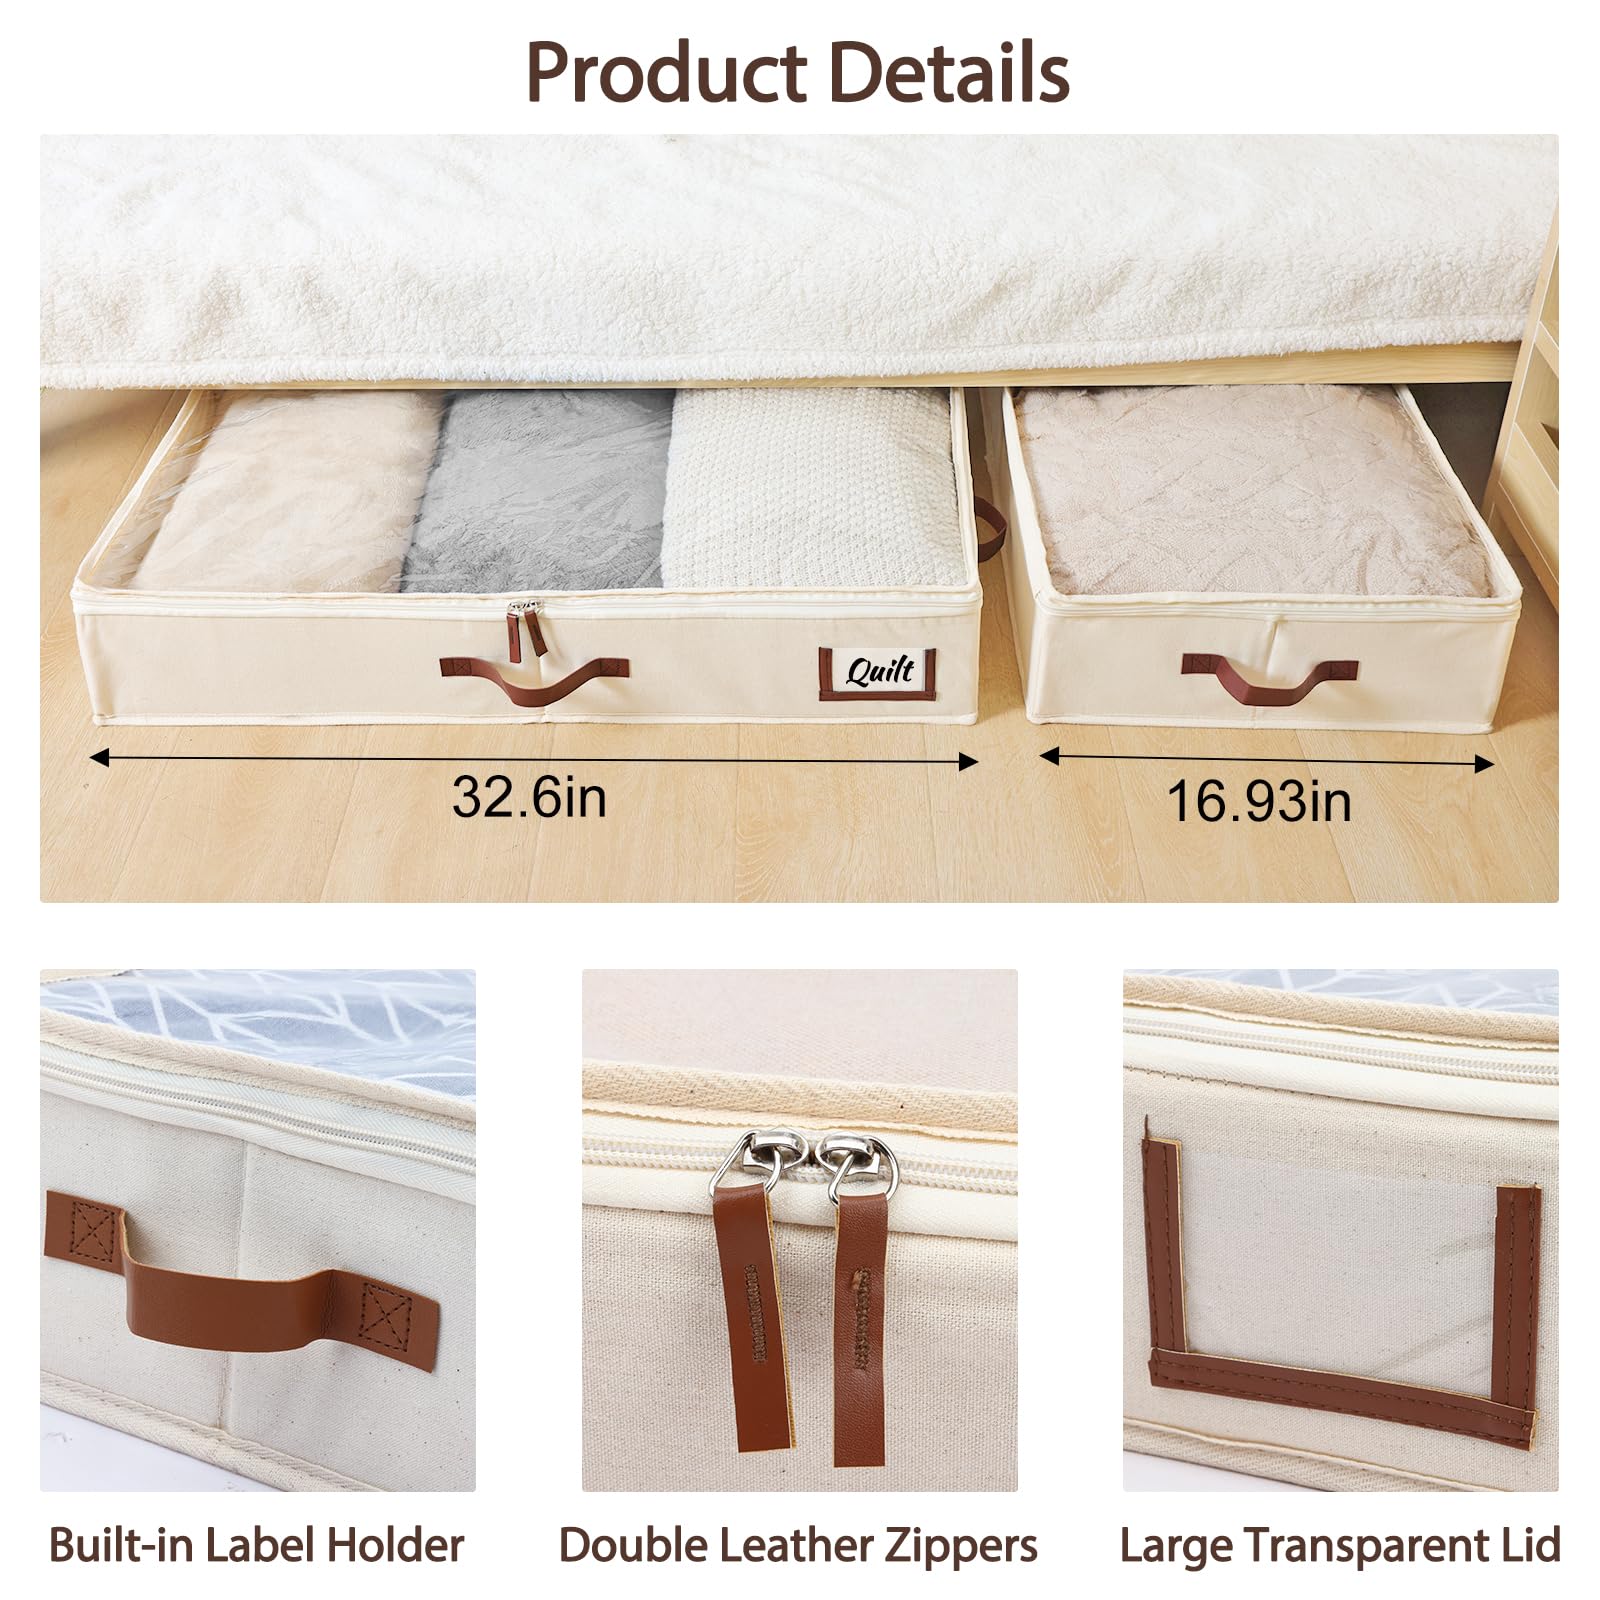 Product Details
Quilt
32.6in
16.93in
Built-in Label Holder
Double Leather Zippers
Large Transparent Lid